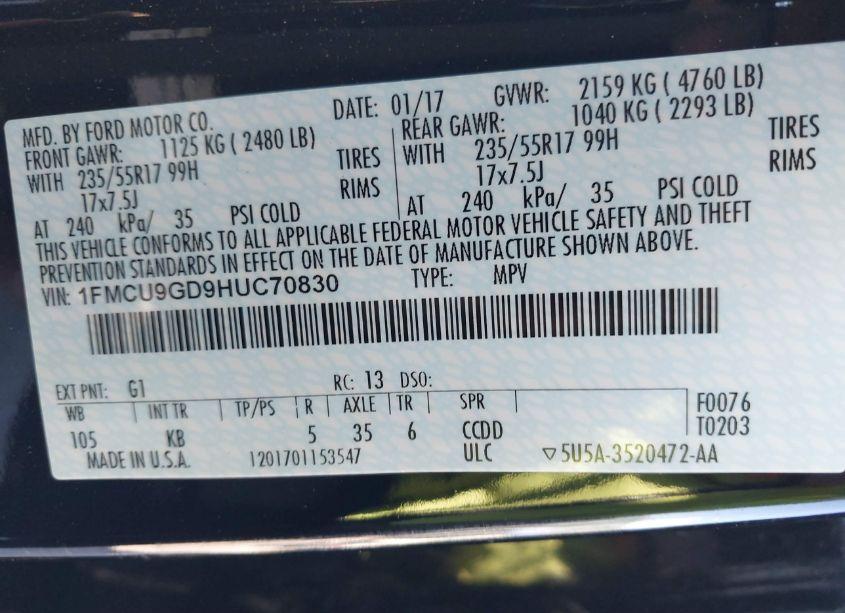 MFD. BY FORD MOTOR CO. DATE: 01/17 GVWR: 2159 KG ( 4760 LB)
FRONT GAWR: 1125 KG ( 2480 LB)
WITH 235/55R17 99H TIRES
17x7.5J RIMS
AT 240 kPa/ 35 PSI COLD
REAR GAWR: 1040 KG ( 2293 LB)
WITH 235/55R17 99H TIRES
17x7.5J RIMS
AT 240 kPa/ 35 PSI COLD
THIS VEHICLE CONFORMS TO ALL APPLICABLE FEDERAL MOTOR VEHICLE SAFETY AND THEFT
PREVENTION STANDARDS IN EFFECT ON THE DATE OF MANUFACTURE SHOWN ABOVE.
VIN: 1FMCU9GD9HUC70830 TYPE: MPV
EXT PNT: G1 RC: 13 DSO:
WB INT TR TP/PS R AXLE TR SPR F0076
105 KB 5 35 6 CCDD T0203
MADE IN U.S.A. 1201701153547 ULC ▽5U5A-3520472-AA